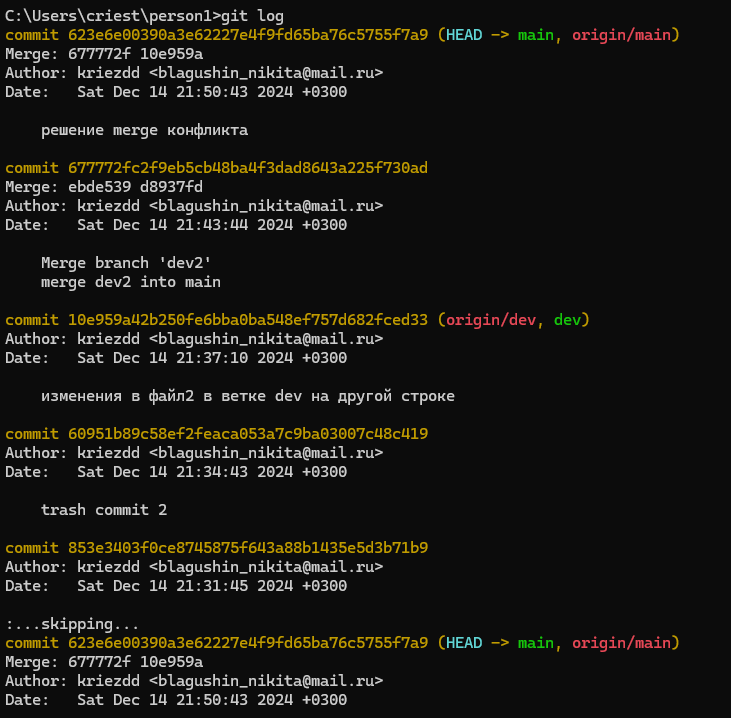 C:\Users\criest\person1>git log
commit 623e6e00390a3e62227e4f9fd65ba76c5755f7a9 (HEAD -> main, origin/main)
Merge: 677772f 10e959a
Author: kriezdd <blagushin_nikita@mail.ru>
Date:   Sat Dec 14 21:50:43 2024 +0300
решение merge конфликта
commit 677772fc2f9eb5cb48ba4f3dad8643a225f730ad
Merge: ebde539 d8937fd
Author: kriezdd <blagushin_nikita@mail.ru>
Date:   Sat Dec 14 21:43:44 2024 +0300
Merge branch 'dev2'
merge dev2 into main
commit 10e959a42b250fe6bba0ba548ef757d682fced33 (origin/dev, dev)
Author: kriezdd <blagushin_nikita@mail.ru>
Date:   Sat Dec 14 21:37:10 2024 +0300
изменения в файл2 в ветке dev на другой строке
commit 60951b89c58ef2feaca053a7c9ba03007c48c419
Author: kriezdd <blagushin_nikita@mail.ru>
Date:   Sat Dec 14 21:34:43 2024 +0300
trash commit 2
commit 853e3403f0ce8745875f643a88b1435e5d3b71b9
Author: kriezdd <blagushin_nikita@mail.ru>
Date:   Sat Dec 14 21:31:45 2024 +0300
:...skipping...
commit 623e6e00390a3e62227e4f9fd65ba76c5755f7a9 (HEAD -> main, origin/main)
Merge: 677772f 10e959a
Author: kriezdd <blagushin_nikita@mail.ru>
Date:   Sat Dec 14 21:50:43 2024 +0300